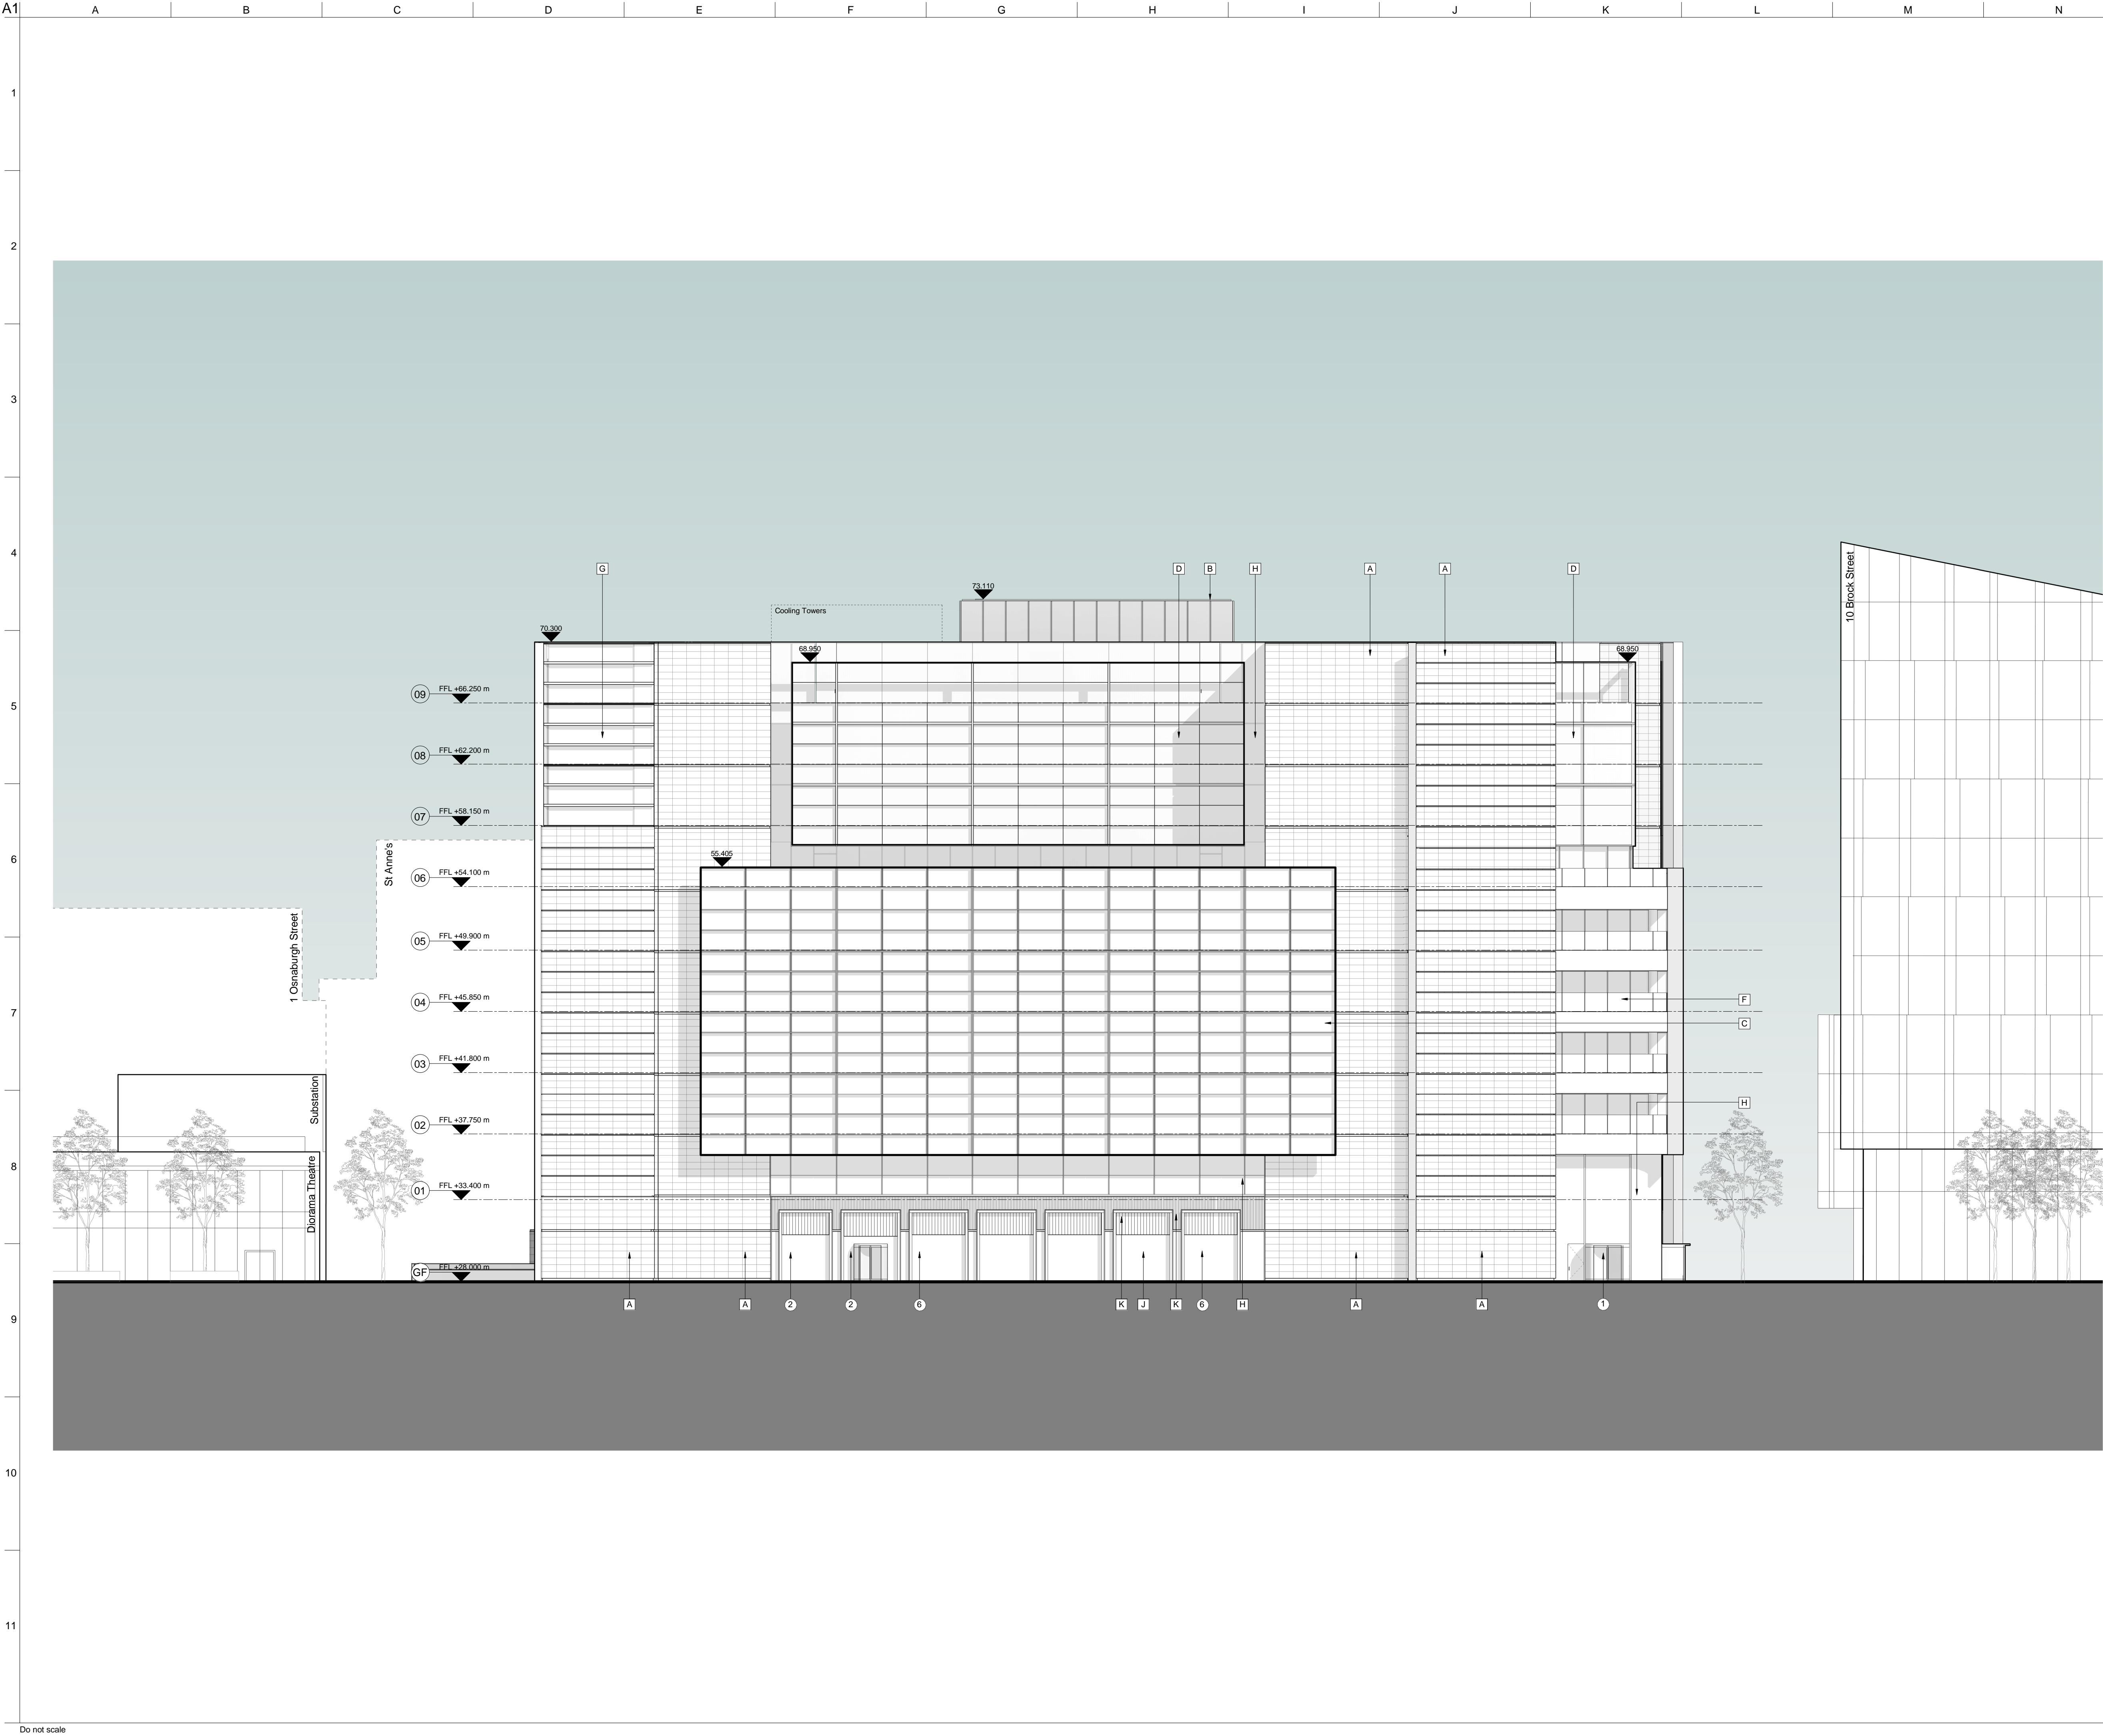 A1
A B C D E F G H I J K L M N
1
2
3
4
5
6
7
8
9
10
11
G
D
B
H
A
A
D
73.110
Cooling Towers
70.300
68.950
68.950
10 Brock Street
09 FFL +66.250 m
08 FFL +62.200 m
07 FFL +58.150 m
St Anne's
55.405
06 FFL +54.100 m
1 Osnaburgh Street
05 FFL +49.900 m
04 FFL +45.850 m
F
C
03 FFL +41.800 m
Substation
H
02 FFL +37.750 m
Diorama Theatre
01 FFL +33.400 m
GF FFL +28.000 m
A
A
2
2
6
K
J
K
6
H
A
A
1
Do not scale